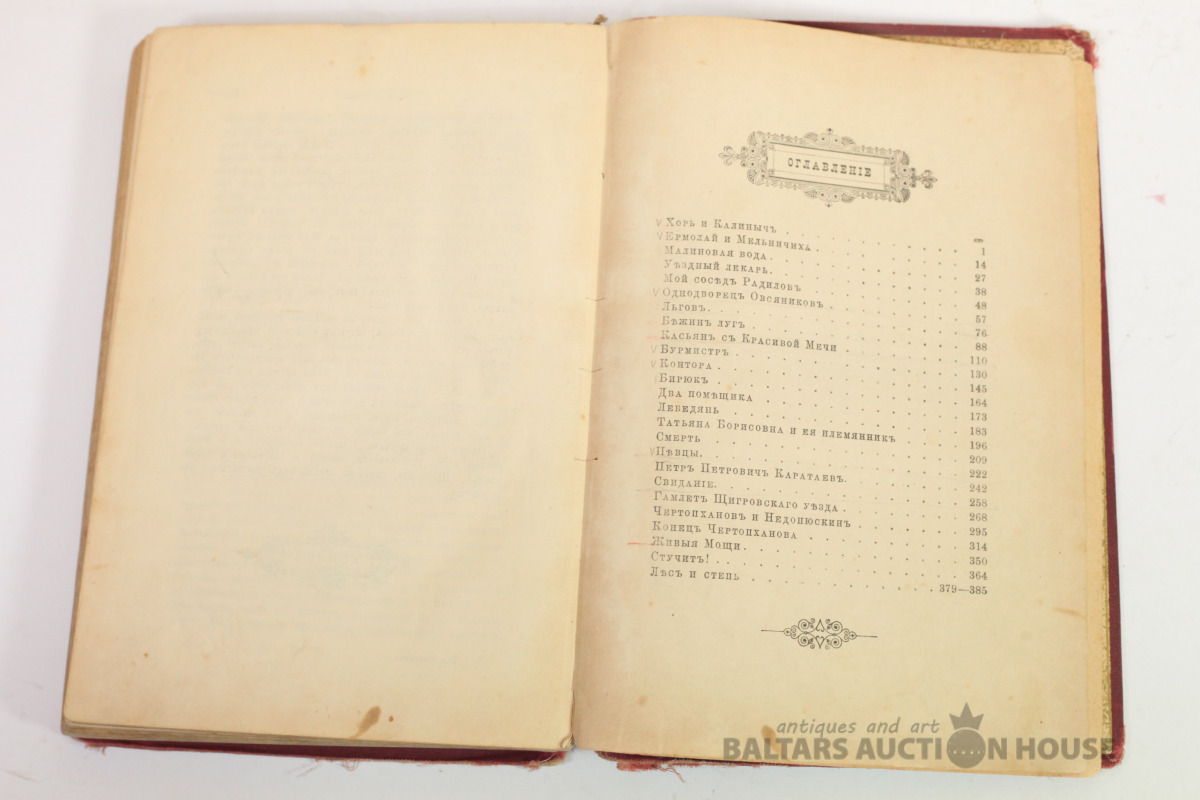 ОГЛАВЛЕНІЕ
Хорь и Калинычъ 1
Ермолай и Мельничиха 14
Малиновая вода 27
Уѣздный лекарь 38
Мой сосѣдъ Радиловъ 48
Однодворецъ Овсяниковъ 57
Льговъ 76
Бѣжинъ лугъ 88
Касьянъ съ Красивой Мечи 110
Бурмистръ 130
Контора 145
Бирюкъ 164
Два помѣщика 173
Лебедянь 183
Татьяна Борисовна и ея племянникъ 196
Смерть 209
Пѣвцы 222
Петръ Петровичъ Каратаевъ 242
Свиданіе 258
Гамлетъ Щигровскаго уѣзда 268
Чертопхановъ и Недопюскинъ 295
Конецъ Чертопханова 314
Живыя Мощи 350
Стучитъ! 364
Лѣсъ и степь 379—385
antiques and art
BALTARS AUCTION HOUSE